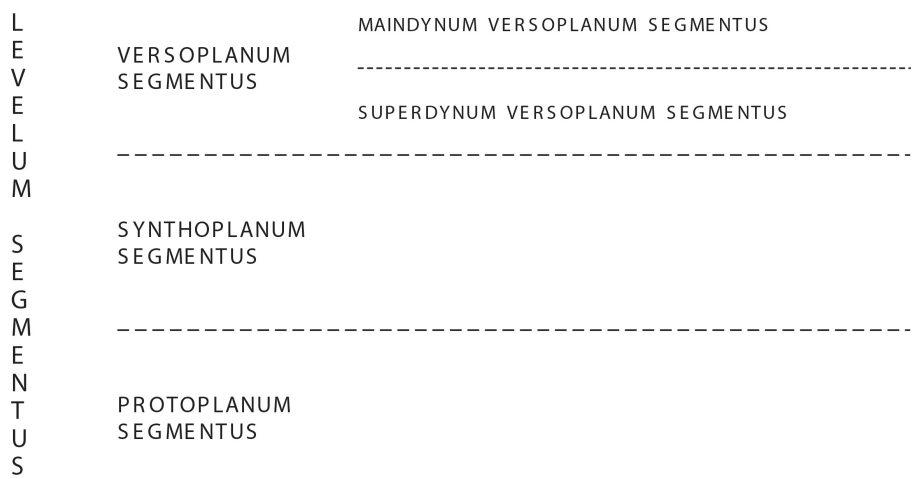 LEVELUM SEGMENTUS
VERSOPLANUM
SEGMENTUS
MAINDYNUM VERSOPLANUM SEGMENTUS
SUPERDYNUM VERSOPLANUM SEGMENTUS
SYNTHOPLANUM
SEGMENTUS
PROTOPLANUM
SEGMENTUS